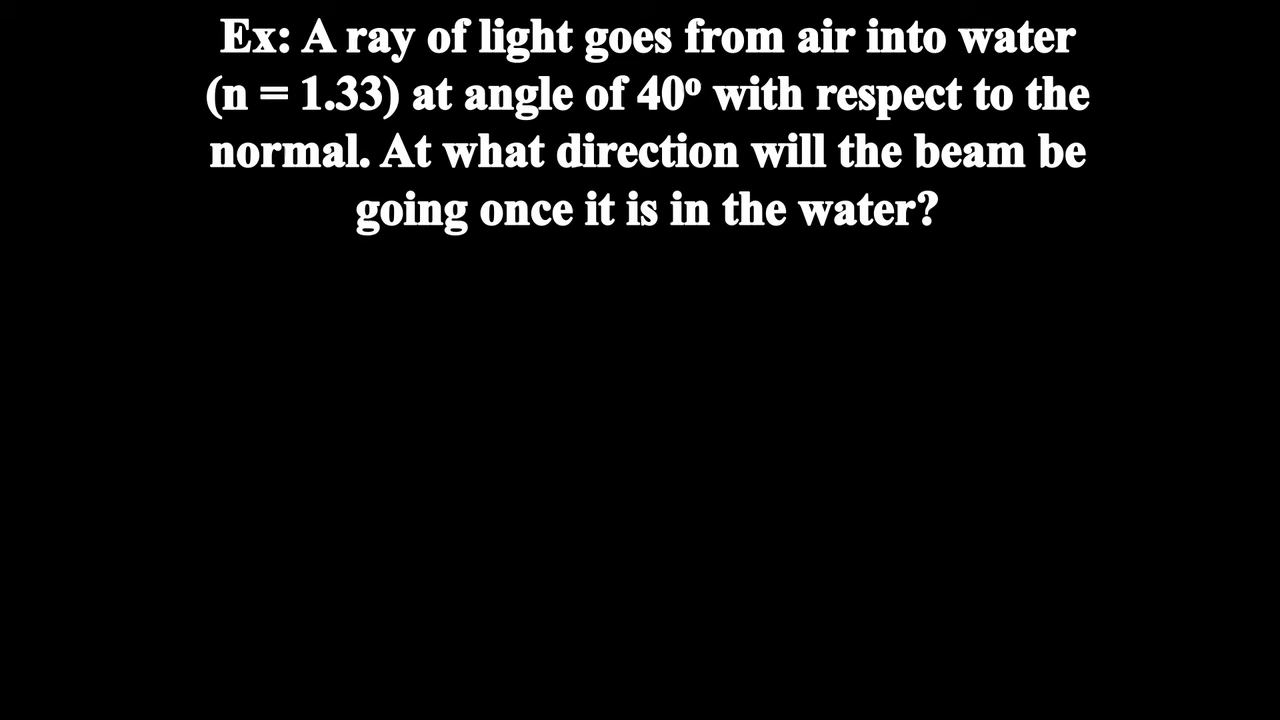 Ex: A ray of light goes from air into water
(n = 1.33) at angle of 40º with respect to the
normal. At what direction will the beam be
going once it is in the water?